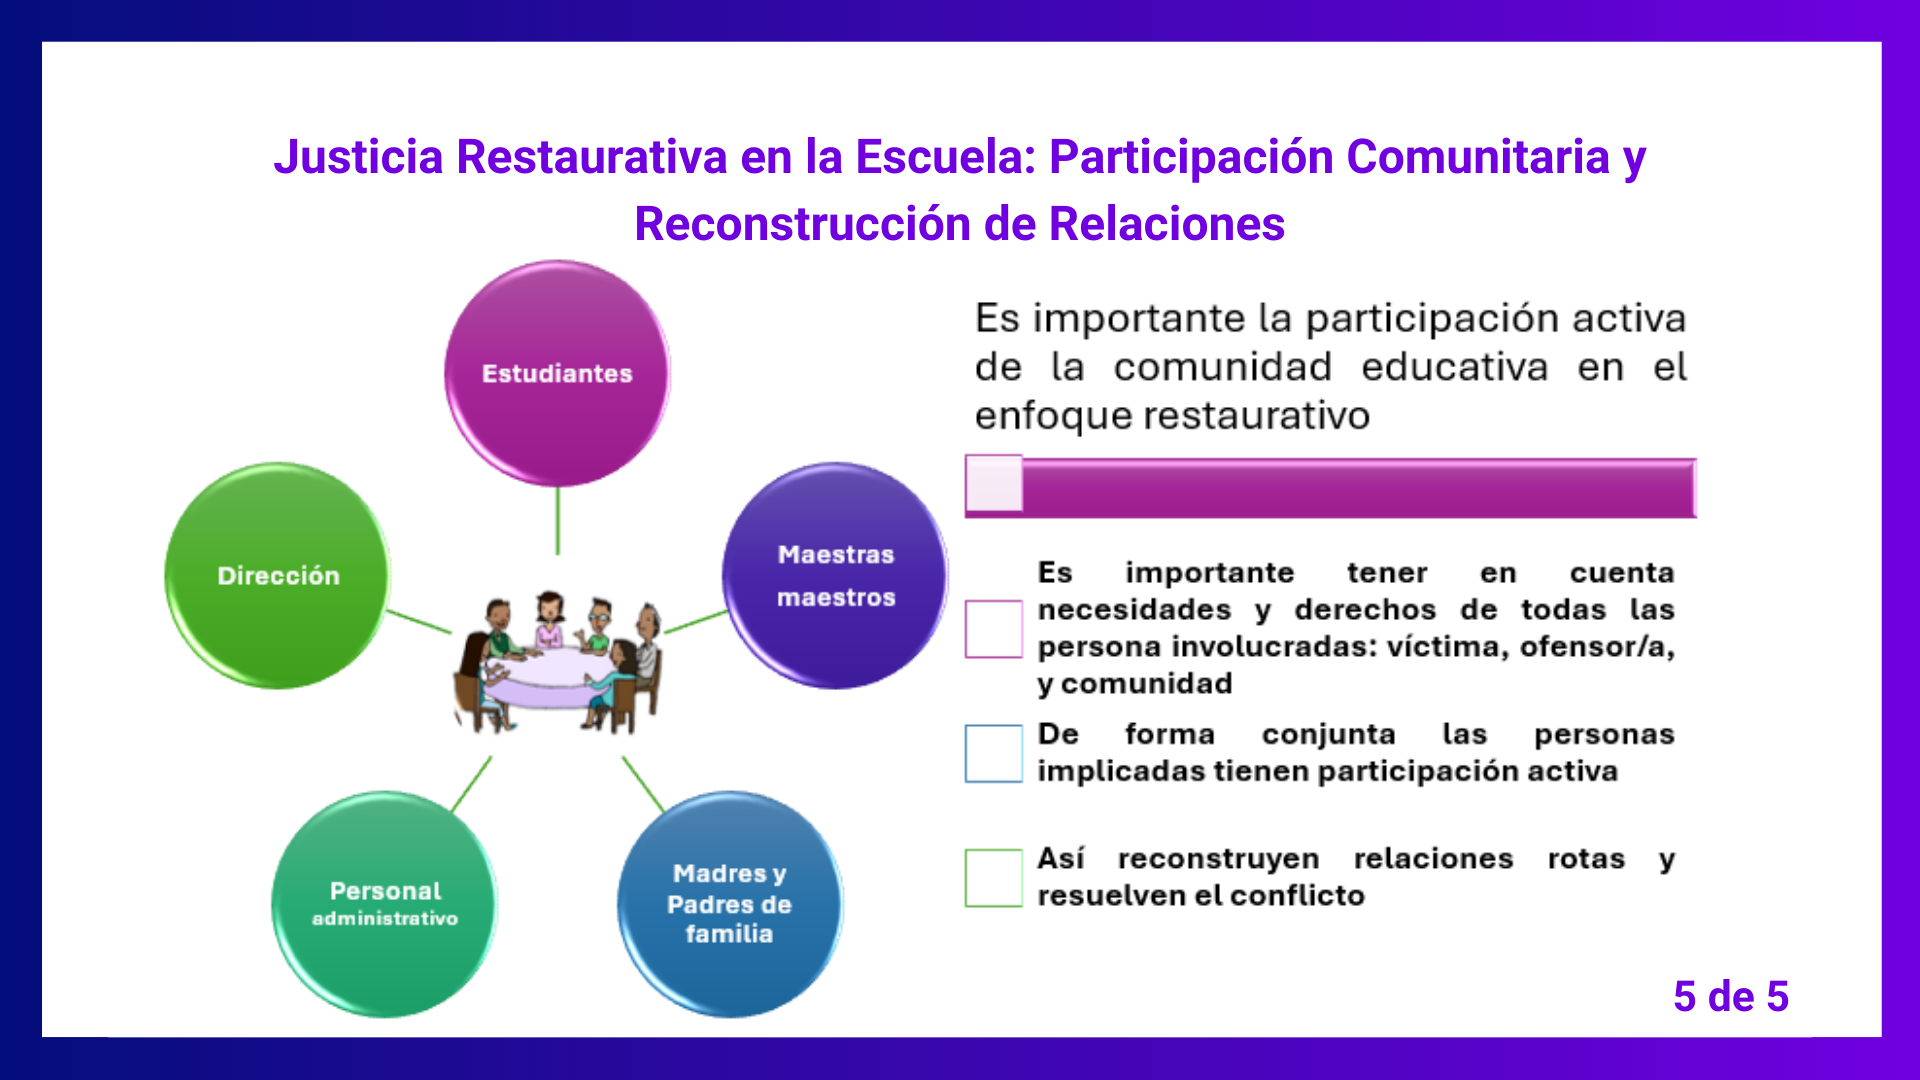 Justicia Restaurativa en la Escuela: Participación Comunitaria y
Reconstrucción de Relaciones
Estudiantes
Dirección
Maestras
maestros
Personal
administrativo
Madres y
Padres de
familia
Es importante la participación activa
de la comunidad educativa en el
enfoque restaurativo
Es importante tener en cuenta
necesidades y derechos de todas las
persona involucradas: víctima, ofensor/a,
y comunidad
De forma conjunta las personas
implicadas tienen participación activa
Así reconstruyen relaciones rotas y
resuelven el conflicto
5 de 5